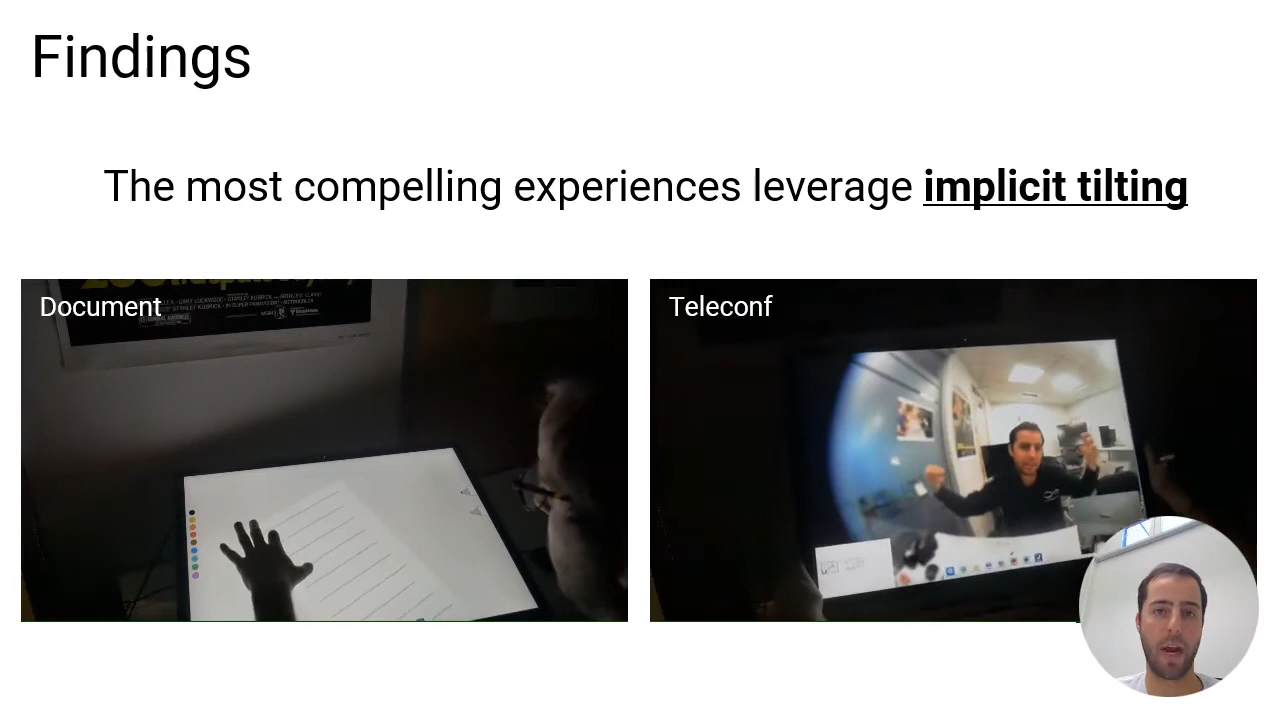 Findings
The most compelling experiences leverage implicit tilting
Document
Teleconf